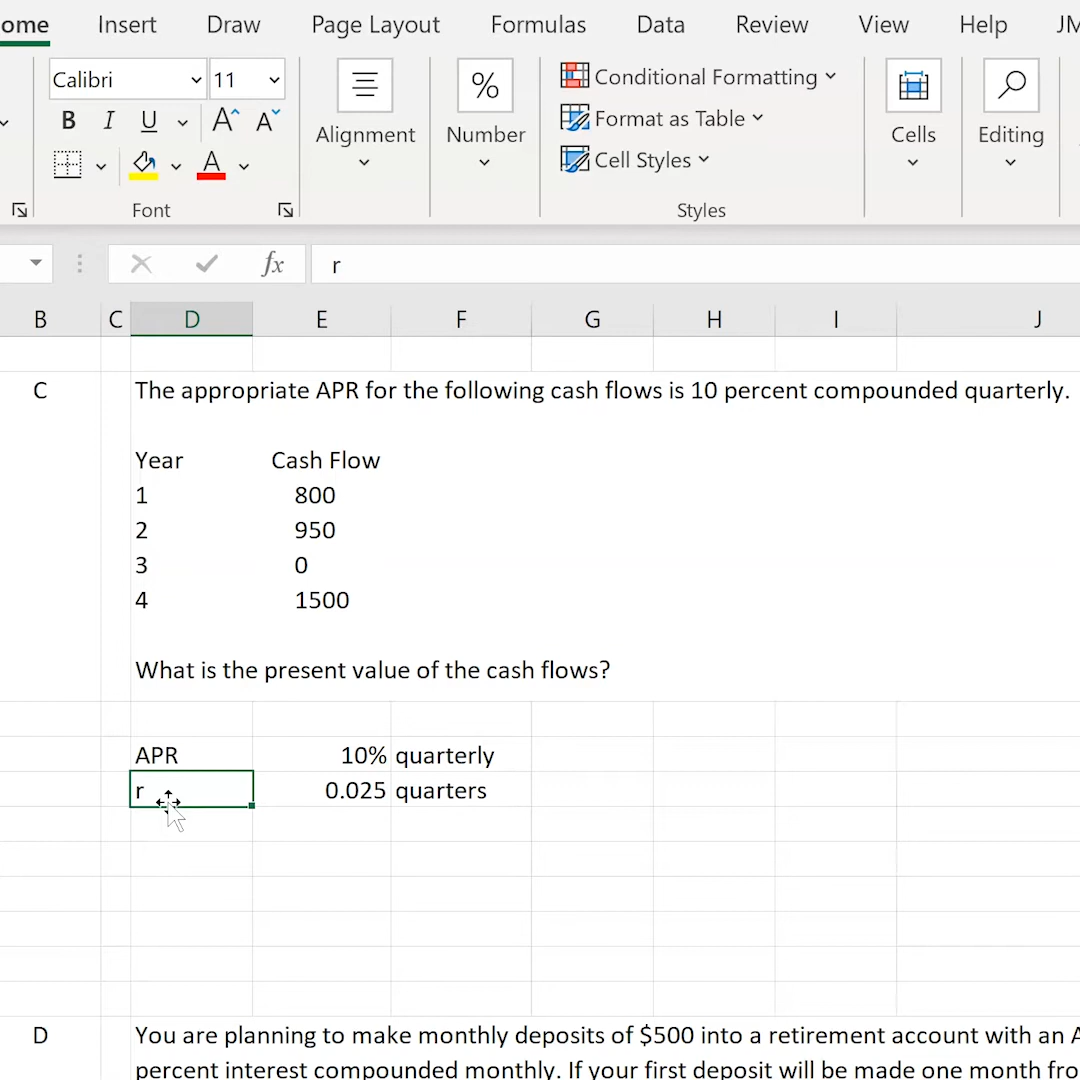 ome Insert Draw Page Layout Formulas Data Review View Help JM
Calibri 11
% Conditional Formatting
B I U A A Format as Table
Alignment Number Cells Editing
A Cell Styles
Font Styles
fx r
B C D E F G H I J
C The appropriate APR for the following cash flows is 10 percent compounded quarterly.
Year Cash Flow
1 800
2 950
3 0
4 1500
What is the present value of the cash flows?
APR 10% quarterly
r 0.025 quarters
D You are planning to make monthly deposits of $500 into a retirement account with an A
percent interest compounded monthly. If your first deposit will be made one month fro